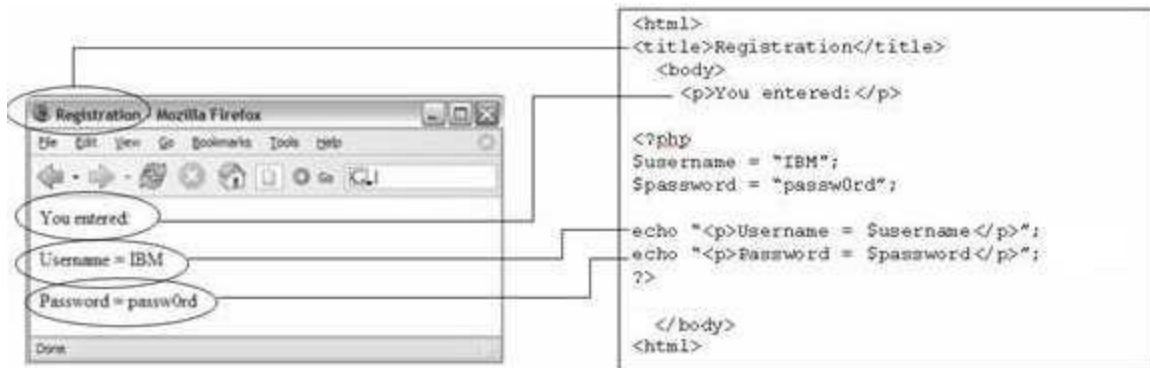 Registration - Mozilla Firefox
File Edit View Go Bookmarks Tools Help
Go
You entered:
Username = IBM
Password = passw0rd
Done
<html>
<title>Registration</title>
<body>
<p>You entered:</p>
<?php
$username = "IBM";
$password = "passw0rd";
echo "<p>Username = $username</p>";
echo "<p>Password = $password</p>";
?>
</body>
<html>